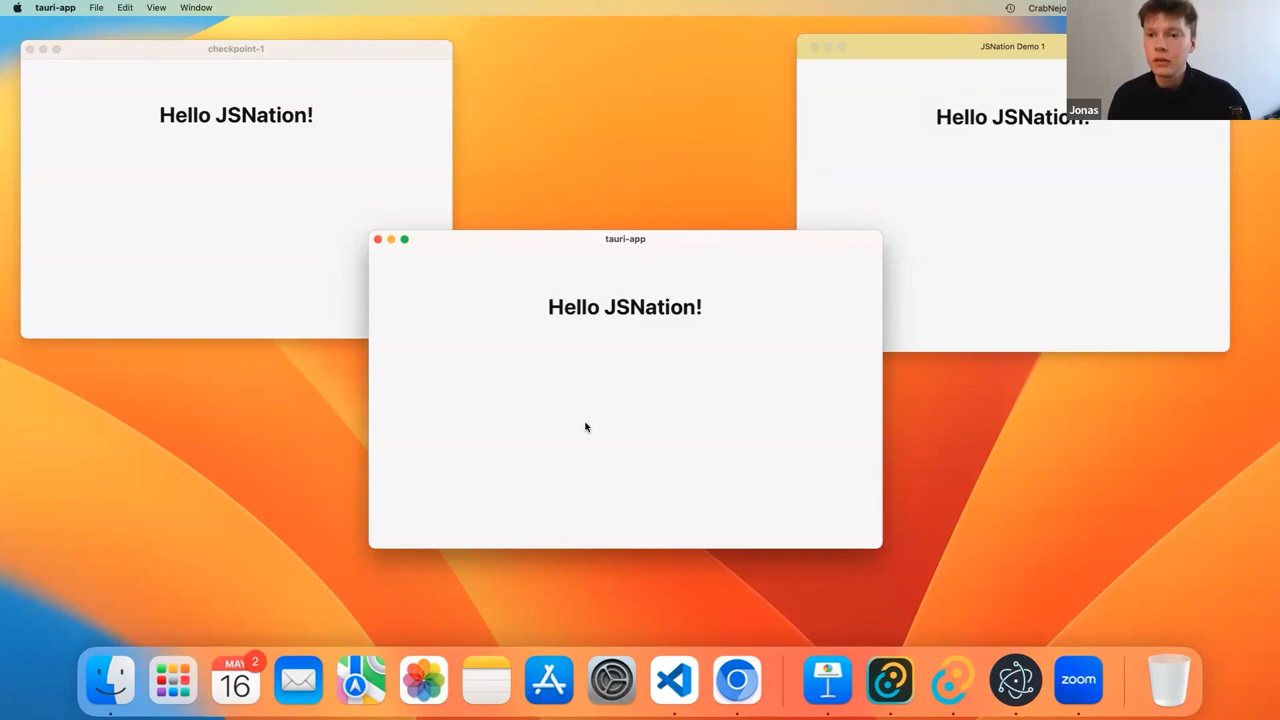 tauri-app File Edit View Window CrabNejo
checkpoint-1
JSNation Demo 1
Hello JSNation!
Hello JSNation!
Jonas
tauri-app
Hello JSNation!
MAY 2
16
zoom